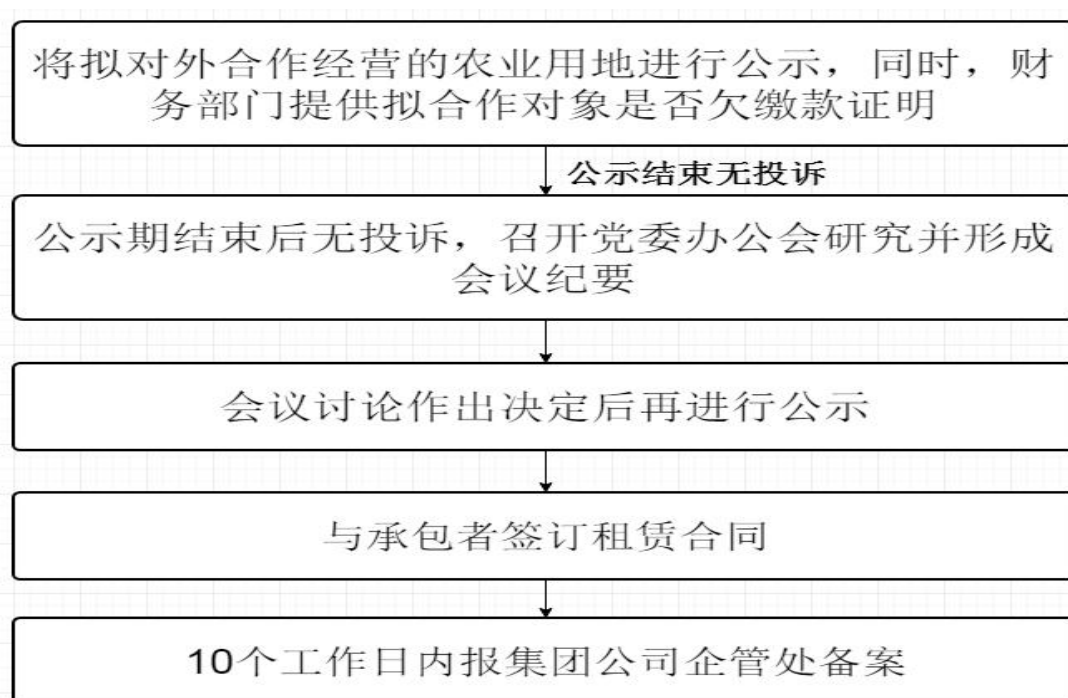 将拟对外合作经营的农业用地进行公示，同时，财
务部门提供拟合作对象是否欠缴款证明
公示结束无投诉
公示期结束后无投诉，召开党委办公会研究并形成
会议纪要
会议讨论作出决定后再进行公示
与承包者签订租赁合同
10个工作日内报集团公司企管处备案